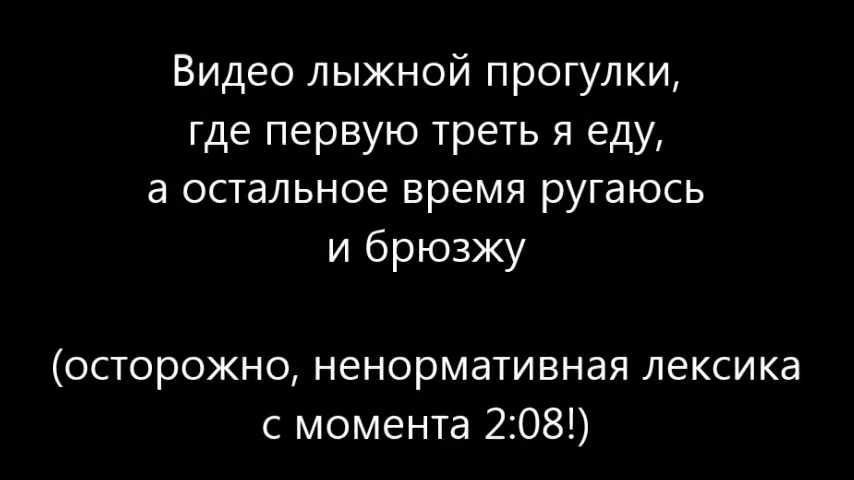 Видео лыжной прогулки,
где первую треть я еду,
а остальное время ругаюсь
и брюзжу
(осторожно, ненормативная лексика
с момента 2:08!)